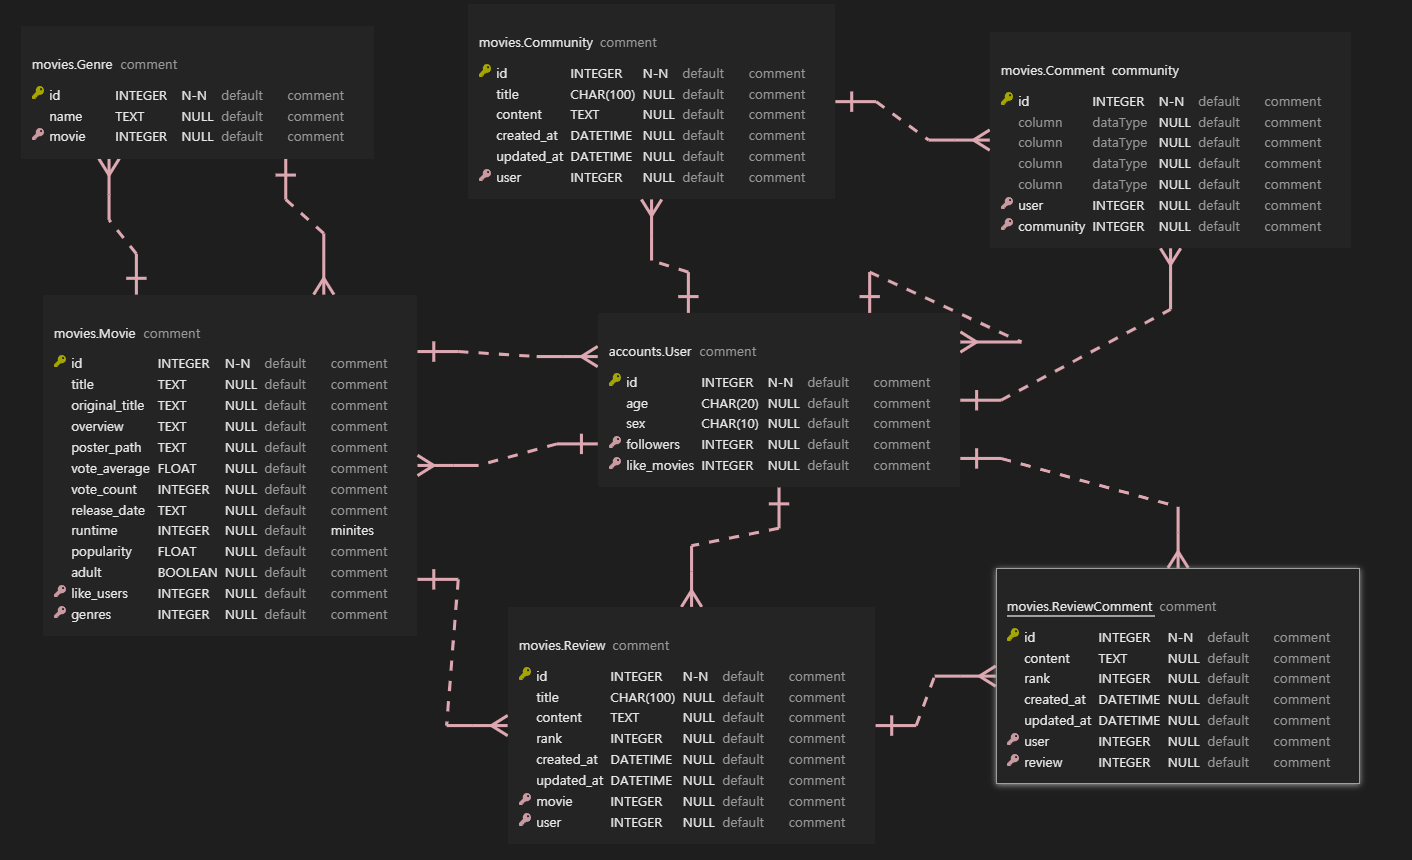 movies.Genre comment
id INTEGER N-N default comment
name TEXT NULL default comment
movie INTEGER NULL default comment
movies.Community comment
id INTEGER N-N default comment
title CHAR(100) NULL default comment
content TEXT NULL default comment
created_at DATETIME NULL default comment
updated_at DATETIME NULL default comment
user INTEGER NULL default comment
movies.Comment community
id INTEGER N-N default comment
column dataType NULL default comment
column dataType NULL default comment
column dataType NULL default comment
column dataType NULL default comment
user INTEGER NULL default comment
community INTEGER NULL default comment
movies.Movie comment
id INTEGER N-N default comment
title TEXT NULL default comment
original_title TEXT NULL default comment
overview TEXT NULL default comment
poster_path TEXT NULL default comment
vote_average FLOAT NULL default comment
vote_count INTEGER NULL default comment
release_date TEXT NULL default comment
runtime INTEGER NULL default minites
popularity FLOAT NULL default comment
adult BOOLEAN NULL default comment
like_users INTEGER NULL default comment
genres INTEGER NULL default comment
accounts.User comment
id INTEGER N-N default comment
age CHAR(20) NULL default comment
sex CHAR(10) NULL default comment
followers INTEGER NULL default comment
like_movies INTEGER NULL default comment
movies.Review comment
id INTEGER N-N default comment
title CHAR(100) NULL default comment
content TEXT NULL default comment
rank INTEGER NULL default comment
created_at DATETIME NULL default comment
updated_at DATETIME NULL default comment
movie INTEGER NULL default comment
user INTEGER NULL default comment
movies.ReviewComment comment
id INTEGER N-N default comment
content TEXT NULL default comment
rank INTEGER NULL default comment
created_at DATETIME NULL default comment
updated_at DATETIME NULL default comment
user INTEGER NULL default comment
review INTEGER NULL default comment